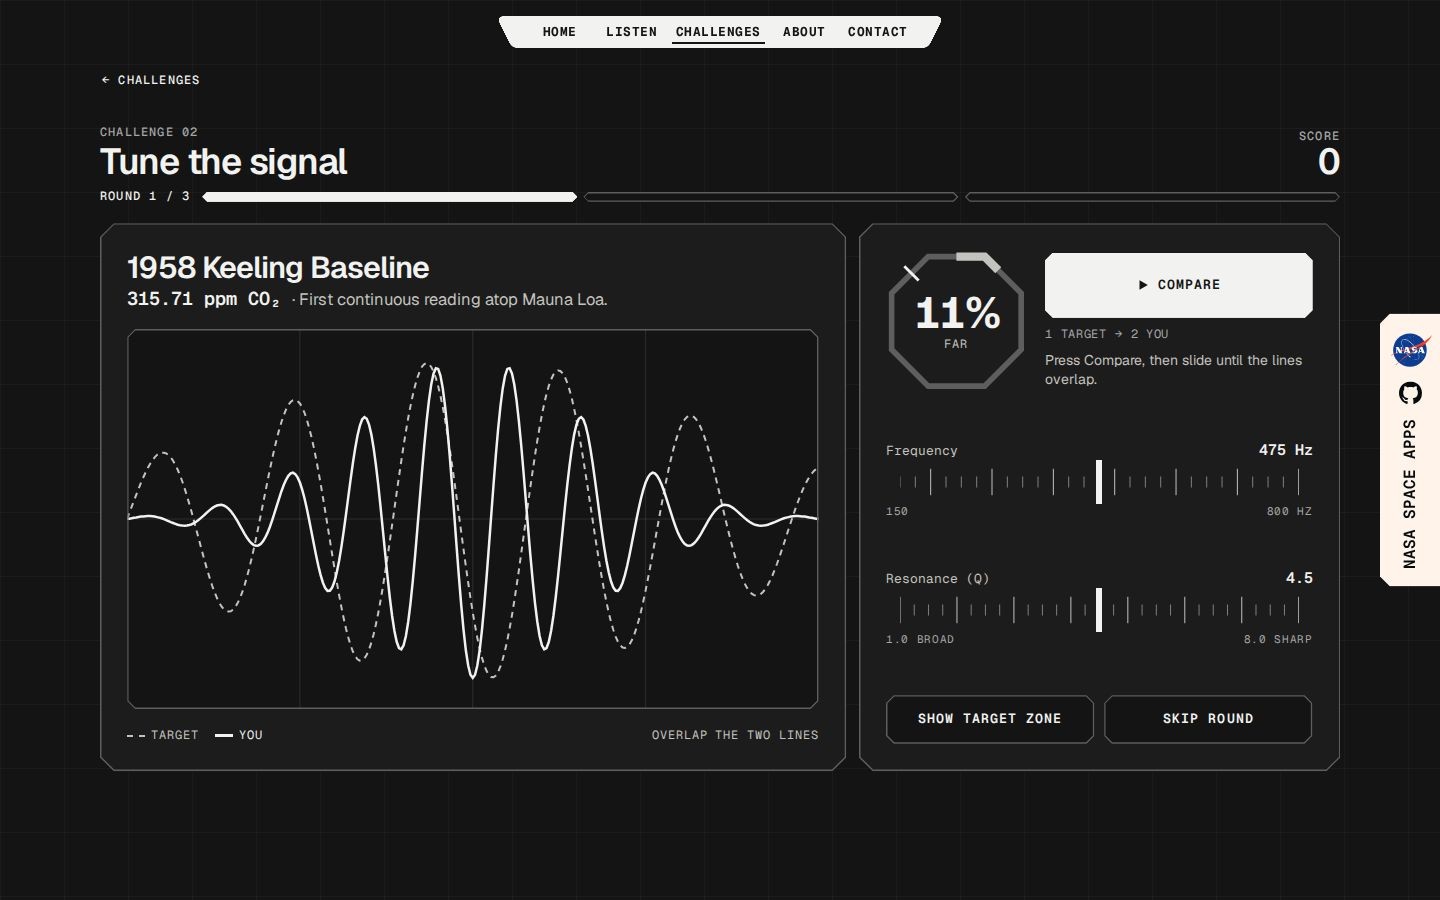 HOME LISTEN CHALLENGES ABOUT CONTACT
← CHALLENGES
CHALLENGE 02
Tune the signal
SCORE
0
ROUND 1 / 3
1958 Keeling Baseline
315.71 ppm CO₂ · First continuous reading atop Mauna Loa.
TARGET YOU
OVERLAP THE TWO LINES
11%
FAR
▶ COMPARE
1 TARGET → 2 YOU
Press Compare, then slide until the lines
overlap.
Frequency 475 Hz
150 800 HZ
Resonance (Q) 4.5
1.0 BROAD 8.0 SHARP
SHOW TARGET ZONE SKIP ROUND
NASA
NASA SPACE APPS